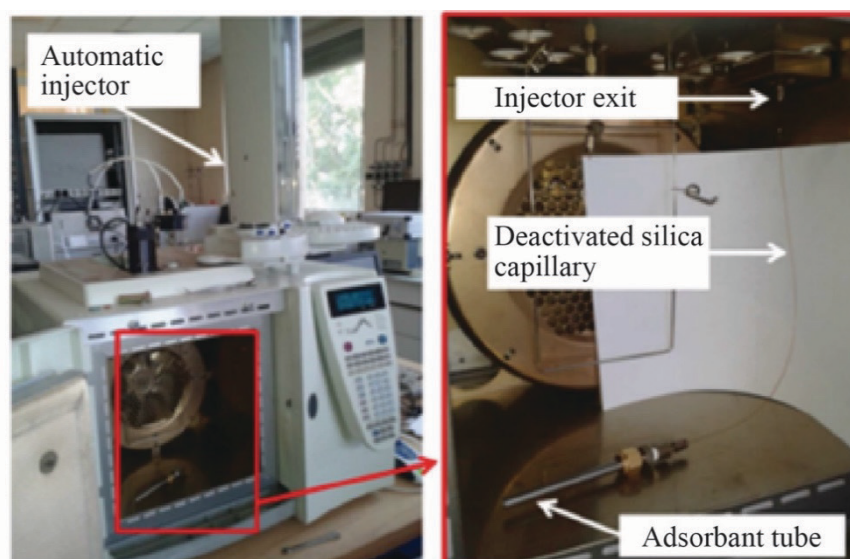 Automatic
injector
Injector exit
Deactivated silica
capillary
Adsorbant tube